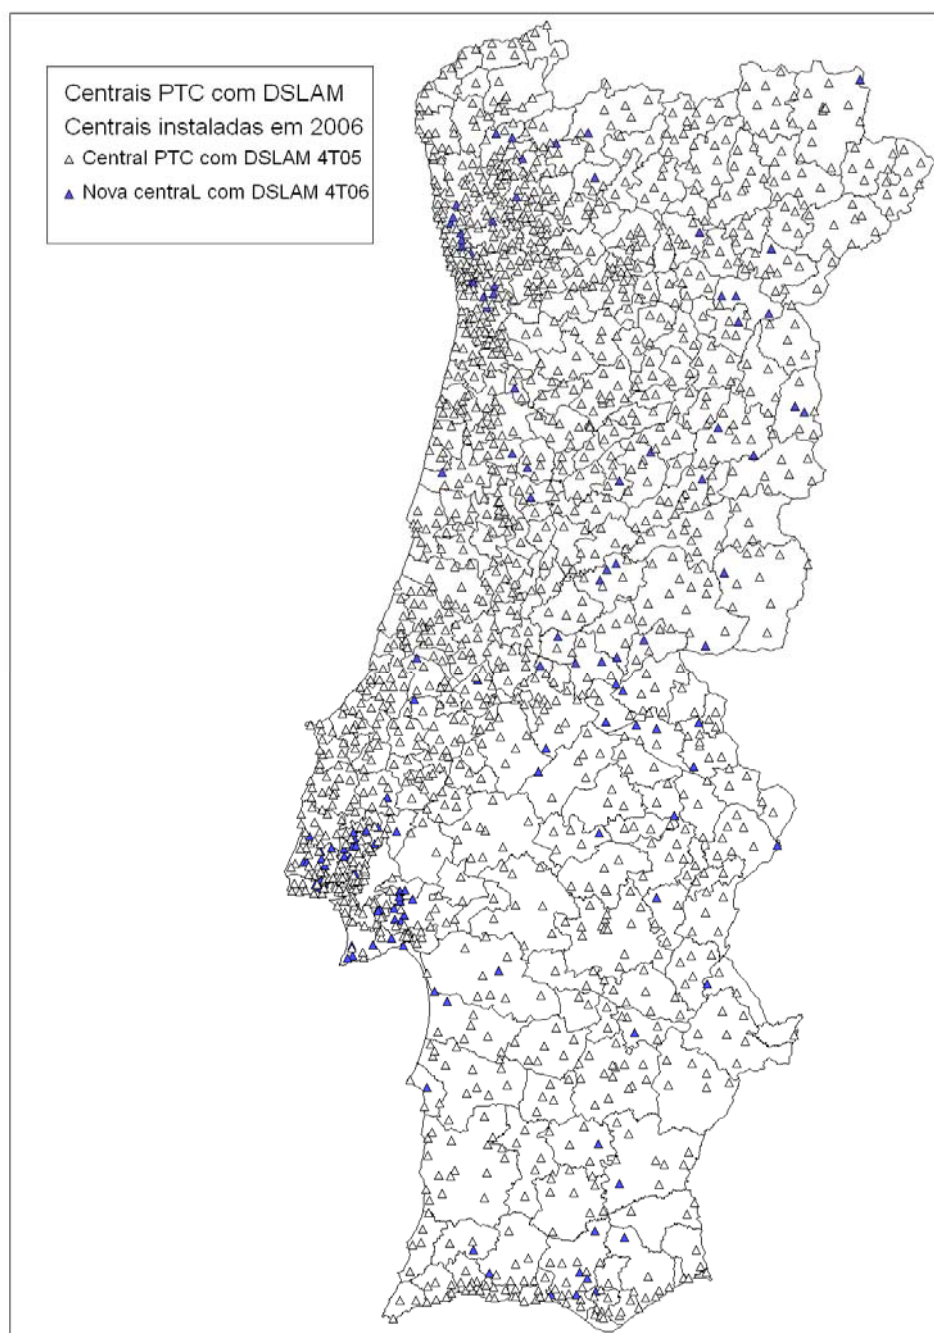 Centrais PTC com DSLAM
Centrais instaladas em 2006
Central PTC com DSLAM 4T05
Nova centraL com DSLAM 4T06